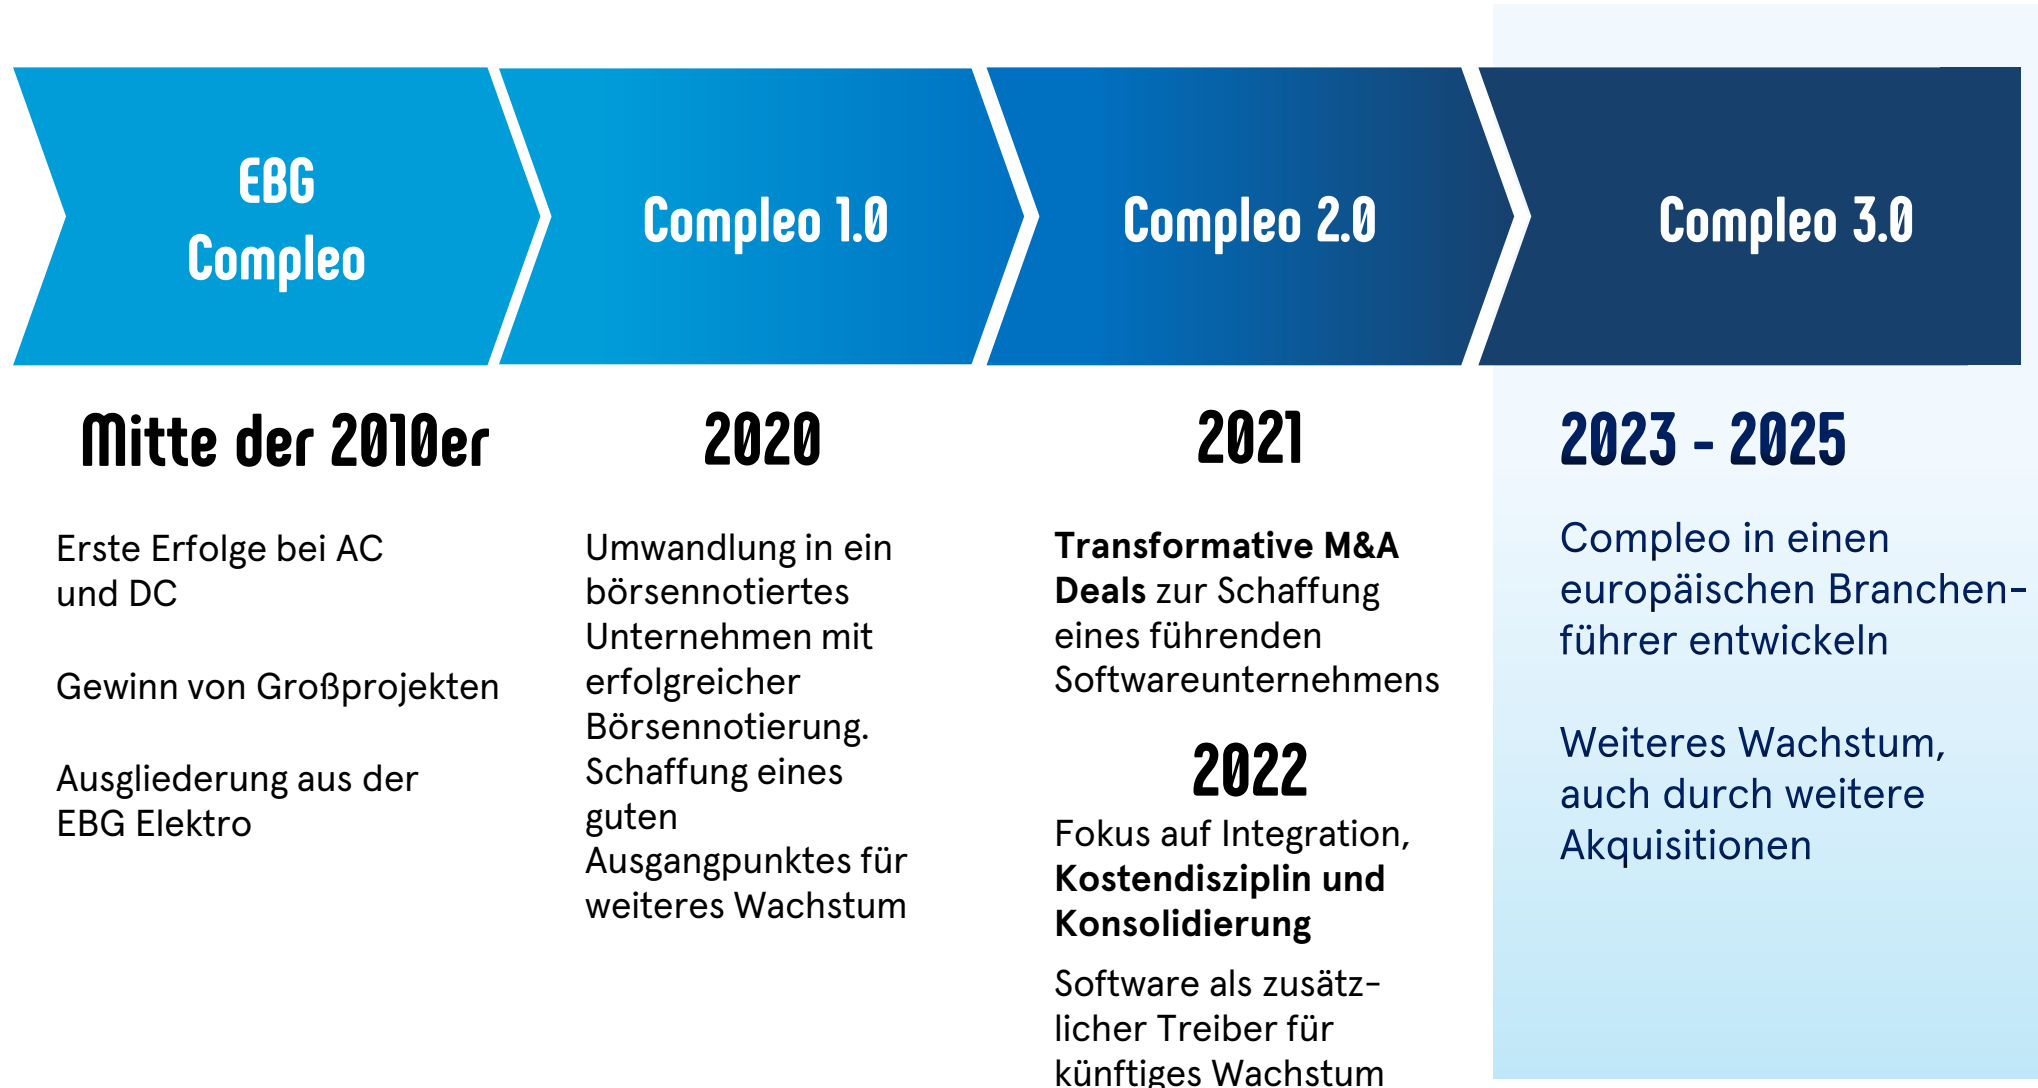 EBG
Compleo
Compleo 1.0
Compleo 2.0
Compleo 3.0
Mitte der 2010er
Erste Erfolge bei AC
und DC
Gewinn von Großprojekten
Ausgliederung aus der
EBG Elektro
2020
Umwandlung in ein
börsennotiertes
Unternehmen mit
erfolgreicher
Börsennotierung.
Schaffung eines
guten
Ausgangpunktes für
weiteres Wachstum
2021
Transformative M&A
Deals zur Schaffung
eines führenden
Softwareunternehmens
2022
Fokus auf Integration,
Kostendisziplin und
Konsolidierung
Software als zusätz-
licher Treiber für
künftiges Wachstum
2023 - 2025
Compleo in einen
europäischen Branchen-
führer entwickeln
Weiteres Wachstum,
auch durch weitere
Akquisitionen